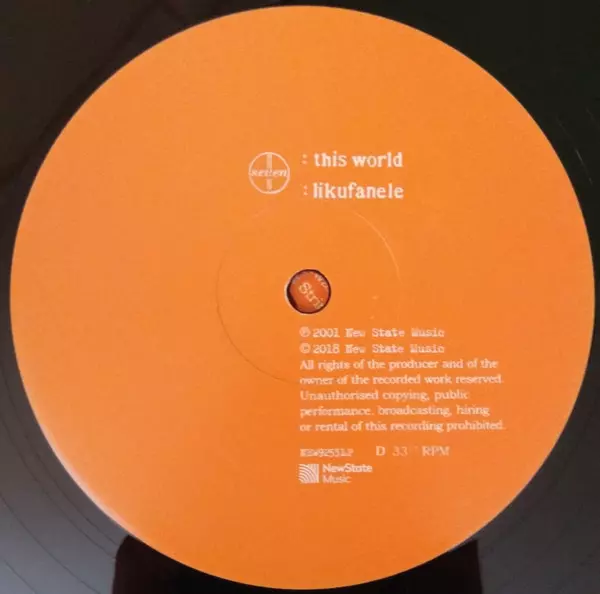 : this world
: likufanele
Stri
℗ 2001 New State Music
© 2018 New State Music
All rights of the producer and of the
owner of the recorded work reserved.
Unauthorised copying, public
performance, broadcasting, hiring
or rental of this recording prohibited.
NSW9253LP D 33 RPM
NewState
Music